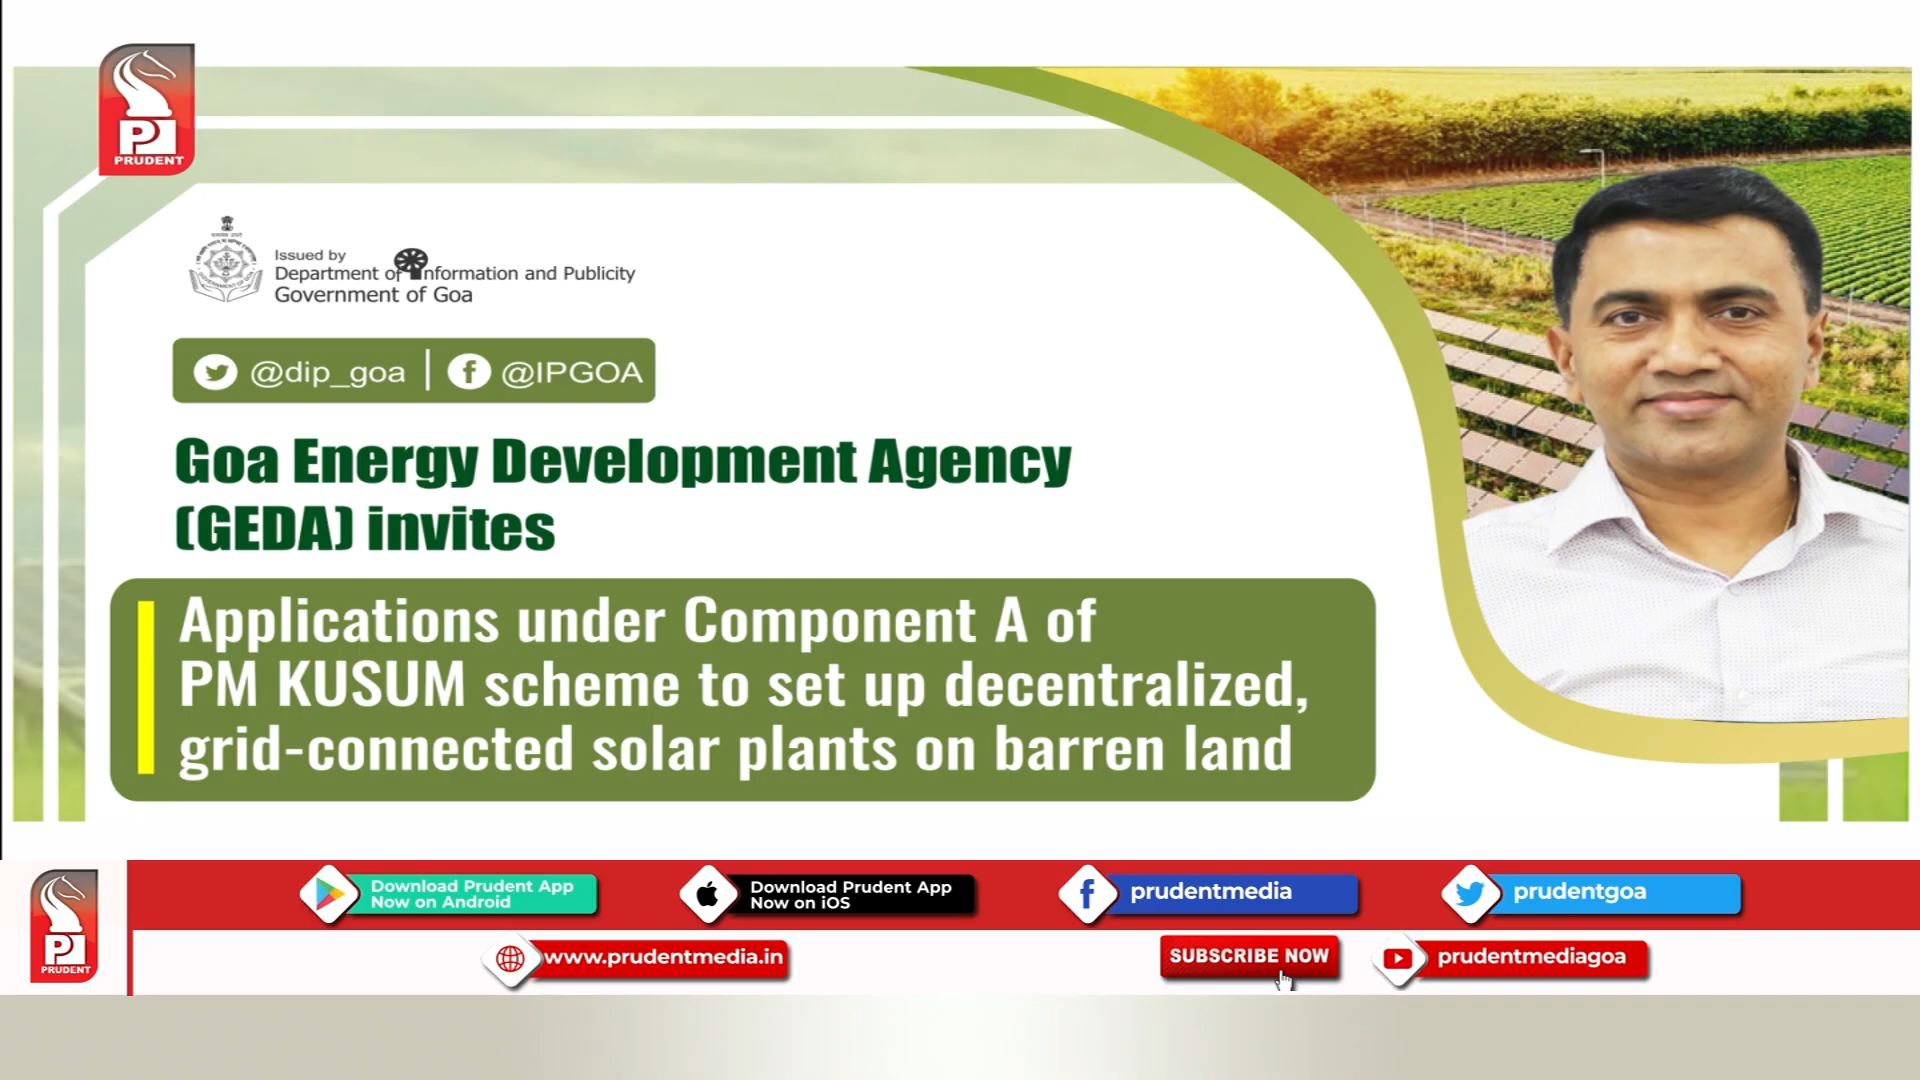 PRUDENT
Issued by
Department of Information and Publicity
Government of Goa
@dip_goa | @IPGOA
Goa Energy Development Agency
(GEDA) invites
Applications under Component A of
PM KUSUM scheme to set up decentralized,
grid-connected solar plants on barren land
PRUDENT
Download Prudent App
Now on Android
Download Prudent App
Now on iOS
prudentmedia
prudentgoa
www.prudentmedia.in
SUBSCRIBE NOW
prudentmediagoa